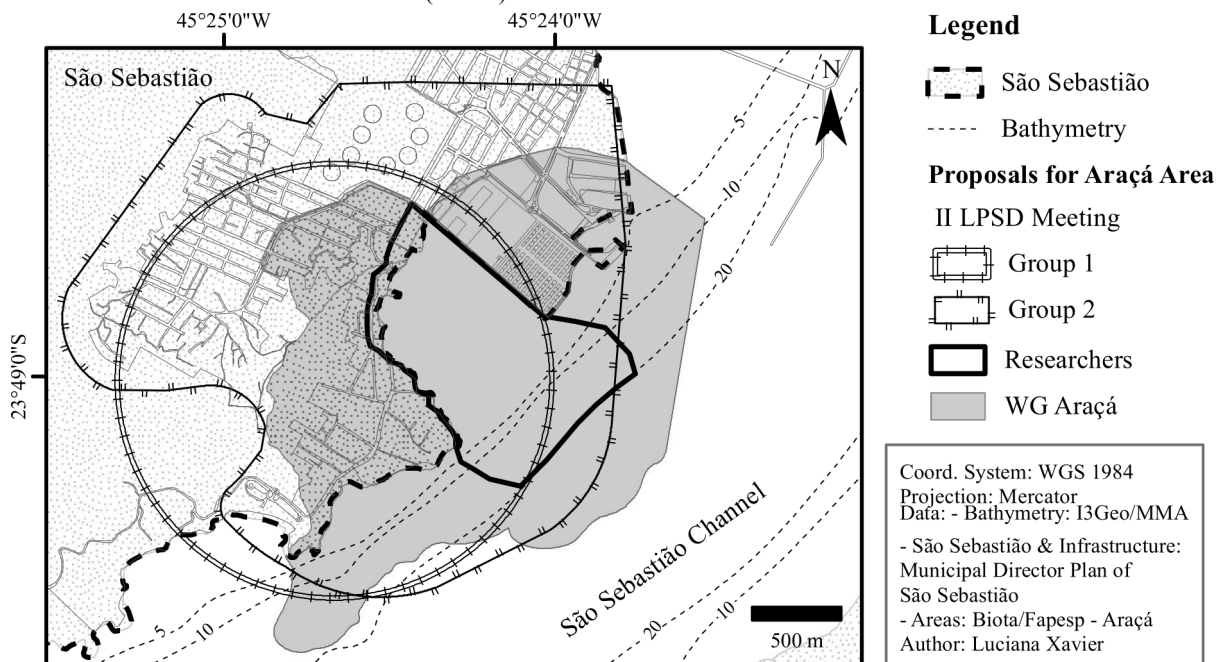 45°25'0"W
45°24'0"W
23°49'0"S
São Sebastião
N
5
10
20
5
10
20
10
São Sebastião Channel
500 m
Legend
São Sebastião
Bathymetry
Proposals for Araçá Area
II LPSD Meeting
Group 1
Group 2
Researchers
WG Araçá
Coord. System: WGS 1984
Projection: Mercator
Data: - Bathymetry: I3Geo/MMA
- São Sebastião & Infrastructure:
Municipal Director Plan of
São Sebastião
- Areas: Biota/Fapesp - Araçá
Author: Luciana Xavier